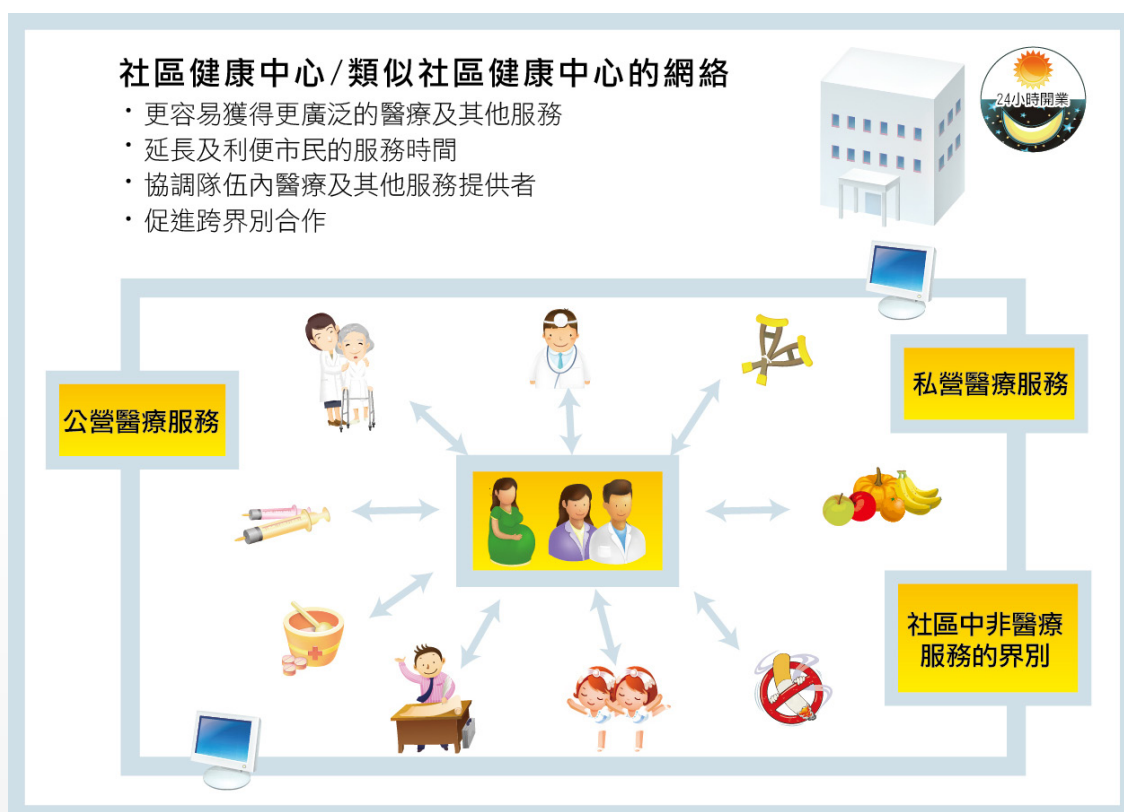 社區健康中心/類似社區健康中心的網絡
・更容易獲得更廣泛的醫療及其他服務
・延長及利便市民的服務時間
・協調隊伍內醫療及其他服務提供者
・促進跨界別合作
24小時開業
公營醫療服務
私營醫療服務
社區中非醫療
服務的界別